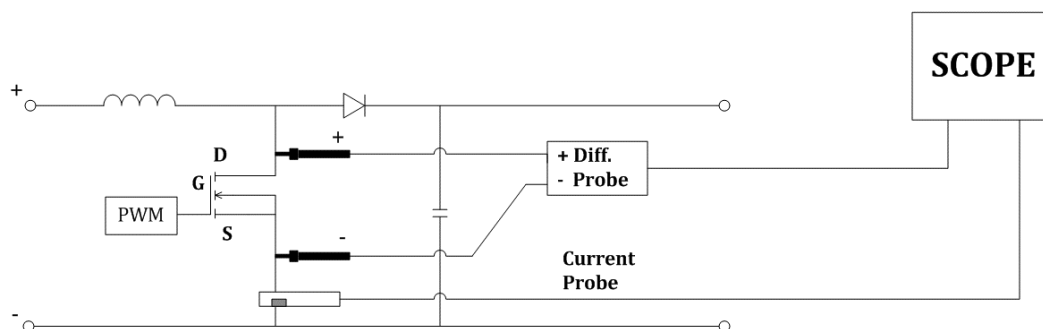 SCOPE
+
+
D
+ Diff.
- Probe
G
PWM
S
-
Current
Probe
-